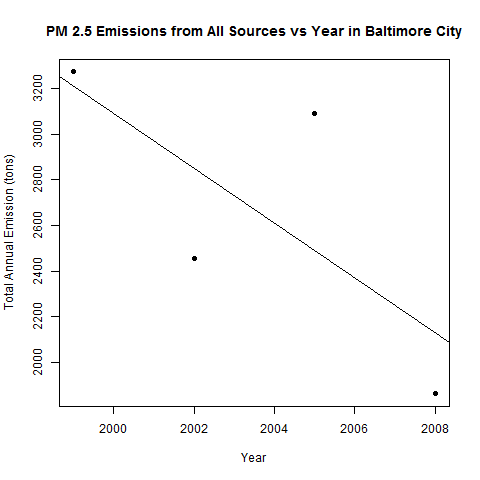 PM 2.5 Emissions from All Sources vs Year in Baltimore City
Total Annual Emission (tons)
3200
3000
2800
2600
2400
2200
2000
2000 2002 2004 2006 2008
Year